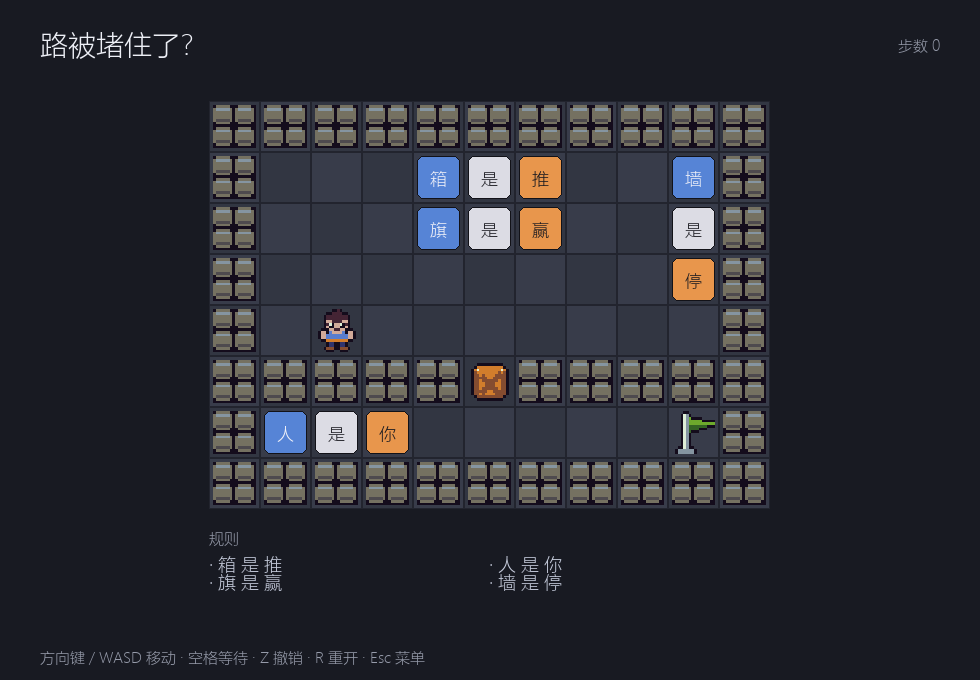 路被堵住了?
步数 0
箱 是 推 墙
旗 是 赢 是
停
人 是 你
规则
· 箱 是 推
· 人 是 你
· 旗 是 赢
· 墙 是 停
方向键 / WASD 移动 · 空格等待 · Z 撤销 · R 重开 · Esc 菜单